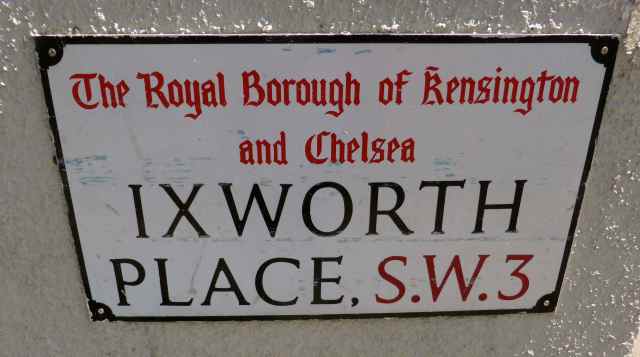 The Royal Borough of Kensington
and Chelsea
IXWORTH
PLACE, S.W.3